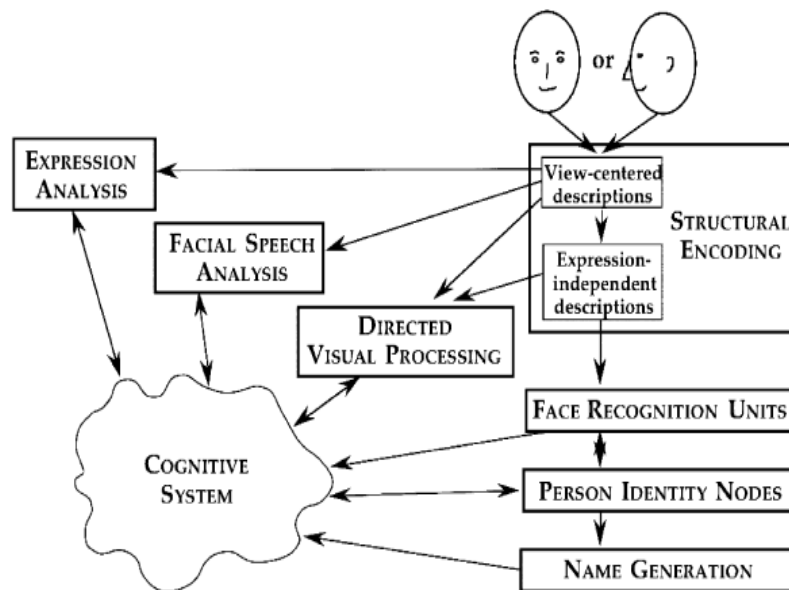 or
EXPRESSION
ANALYSIS
View-centered
descriptions
STRUCTURAL
ENCODING
FACIAL SPEECH
ANALYSIS
Expression-
independent
descriptions
DIRECTED
VISUAL PROCESSING
FACE RECOGNITION UNITS
COGNITIVE
SYSTEM
PERSON IDENTITY NODES
NAME GENERATION